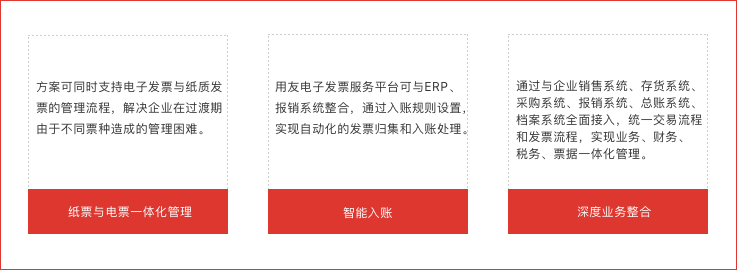 方案可同时支持电子发票与纸质发
票的管理流程，解决企业在过渡期
由于不同票种造成的管理困难。
纸票与电票一体化管理
用友电子发票服务平台可与ERP、
报销系统整合，通过入账规则设置，
实现自动化的发票归集和入账处理。
智能入账
通过与企业销售系统、存货系统、
采购系统、报销系统、总账系统、
档案系统全面接入，统一交易流程
和发票流程，实现业务、财务、
税务、票据一体化管理。
深度业务整合